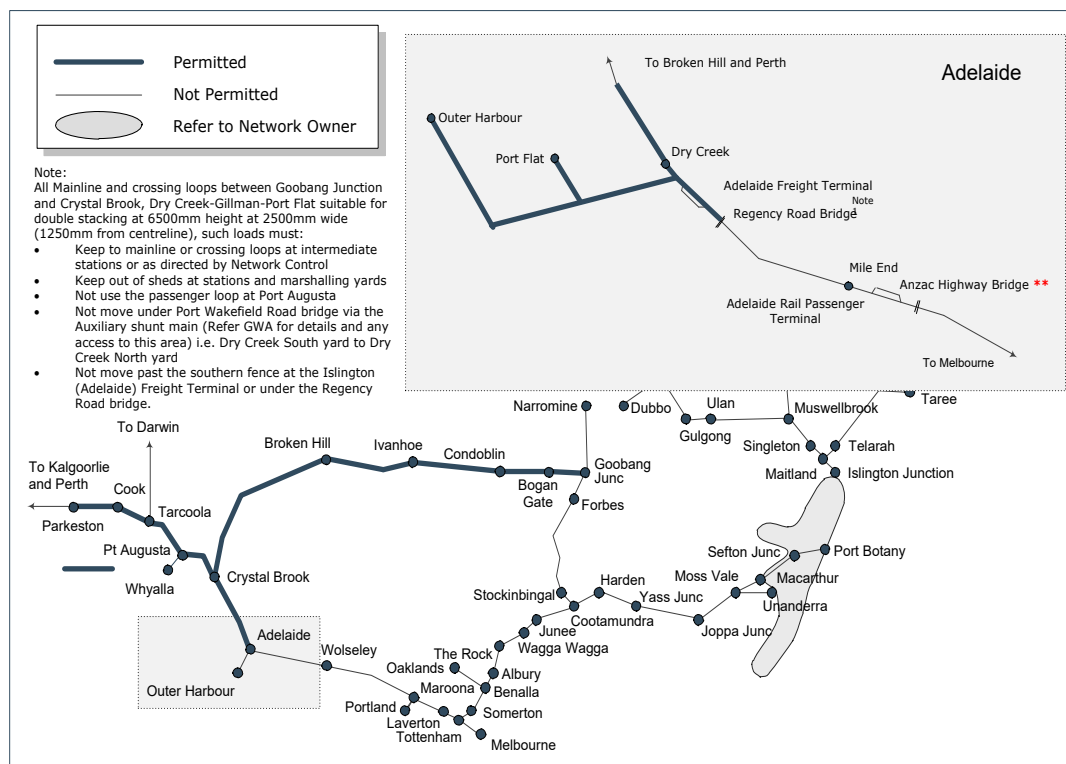 Permitted
Not Permitted
Refer to Network Owner
Note:
All Mainline and crossing loops between Goobang Junction
and Crystal Brook, Dry Creek-Gillman-Port Flat suitable for
double stacking at 6500mm height at 2500mm wide
(1250mm from centreline), such loads must:
• Keep to mainline or crossing loops at intermediate
stations or as directed by Network Control
• Keep out of sheds at stations and marshalling yards
• Not use the passenger loop at Port Augusta
• Not move under Port Wakefield Road bridge via the
Auxiliary shunt main (Refer GWA for details and any
access to this area) i.e. Dry Creek South yard to Dry
Creek North yard
• Not move past the southern fence at the Islington
(Adelaide) Freight Terminal or under the Regency
Road bridge.
Adelaide
To Broken Hill and Perth
Outer Harbour
Port Flat
Dry Creek
Adelaide Freight Terminal
Regency Road Bridge
Note
1
Mile End
Anzac Highway Bridge **
Adelaide Rail Passenger
Terminal
To Melbourne
Narromine
Dubbo
Gulgong
Ulan
Muswellbrook
Taree
Singleton
Telarah
Maitland
Islington Junction
To Darwin
To Kalgoorlie
and Perth
Cook
Parkeston
Tarcoola
Pt Augusta
Whyalla
Crystal Brook
Broken Hill
Ivanhoe
Condoblin
Bogan
Gate
Goobang
Junc
Forbes
Sefton Junc
Port Botany
Moss Vale
Macarthur
Unanderra
Stockinbingal
Harden
Yass Junc
Cootamundra
Joppa Junc
Junee
Wagga Wagga
The Rock
Oaklands
Albury
Benalla
Adelaide
Outer Harbour
Wolseley
Maroona
Portland
Laverton
Tottenham
Somerton
Melbourne